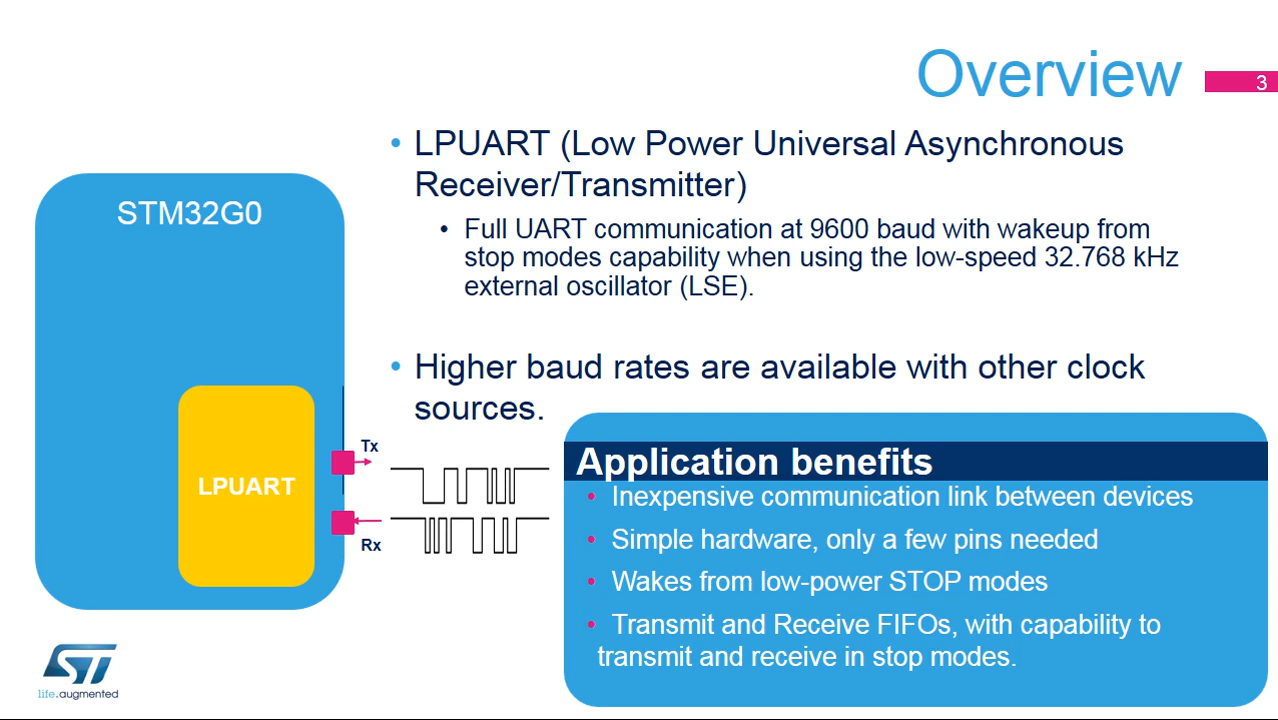 Overview
3
• LPUART (Low Power Universal Asynchronous
Receiver/Transmitter)
• Full UART communication at 9600 baud with wakeup from
stop modes capability when using the low-speed 32.768 kHz
external oscillator (LSE).
• Higher baud rates are available with other clock
sources.
STM32G0
LPUART
Tx
Rx
Application benefits
• Inexpensive communication link between devices
• Simple hardware, only a few pins needed
• Wakes from low-power STOP modes
• Transmit and Receive FIFOs, with capability to
transmit and receive in stop modes.
ST
life.augmented